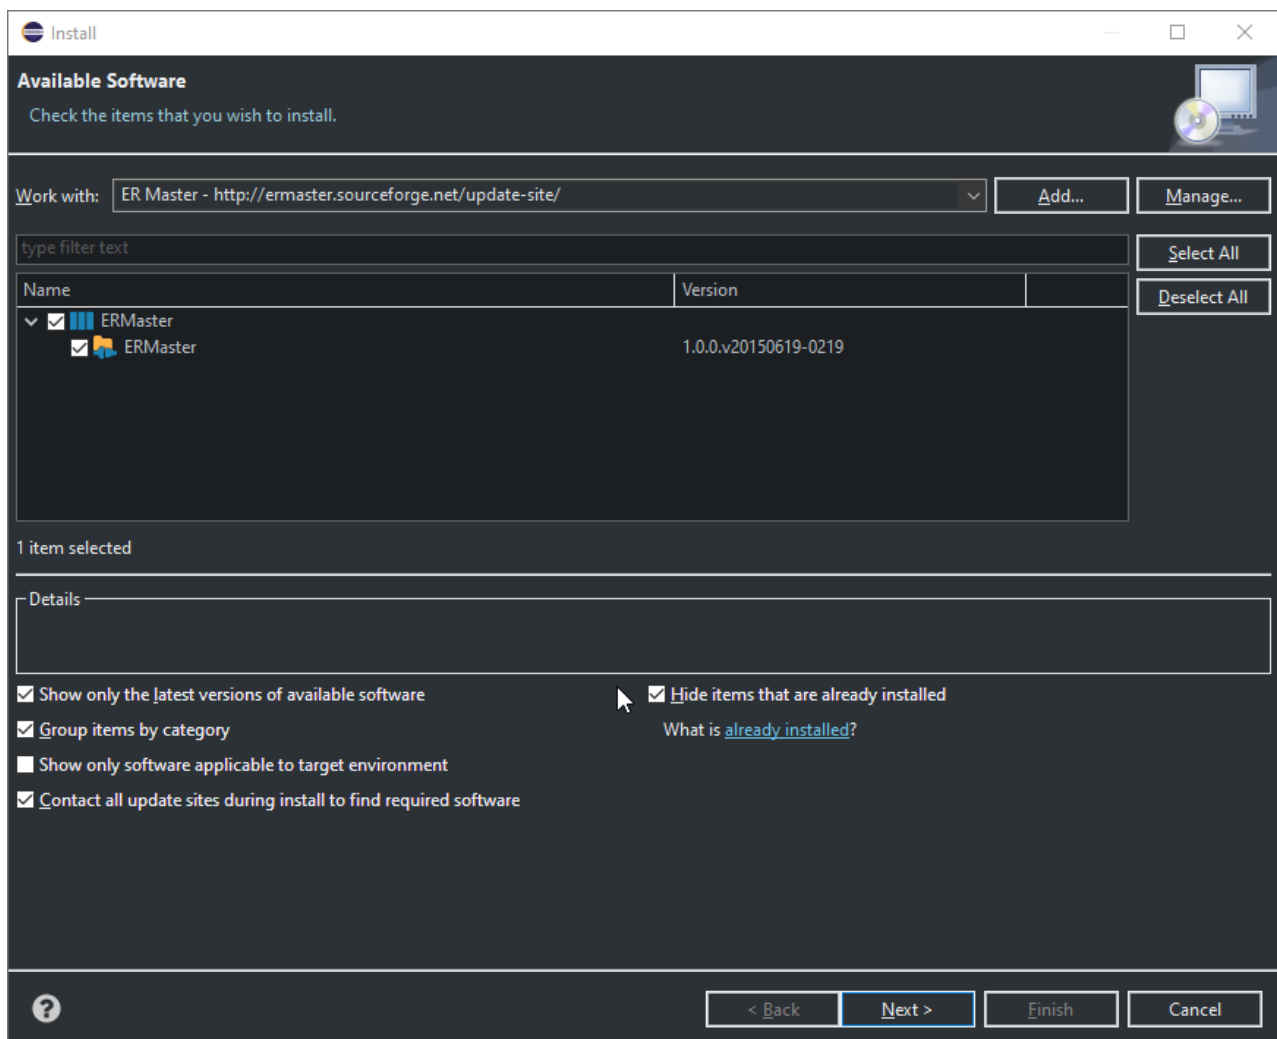 Install
Available Software
Check the items that you wish to install.
Work with: ER Master - http://ermaster.sourceforge.net/update-site/ Add... Manage...
type filter text Select All
Name Version Deselect All
ERMaster
ERMaster 1.0.0.v20150619-0219
1 item selected
Details
Show only the latest versions of available software Hide items that are already installed
Group items by category What is already installed?
Show only software applicable to target environment
Contact all update sites during install to find required software
? < Back Next > Finish Cancel